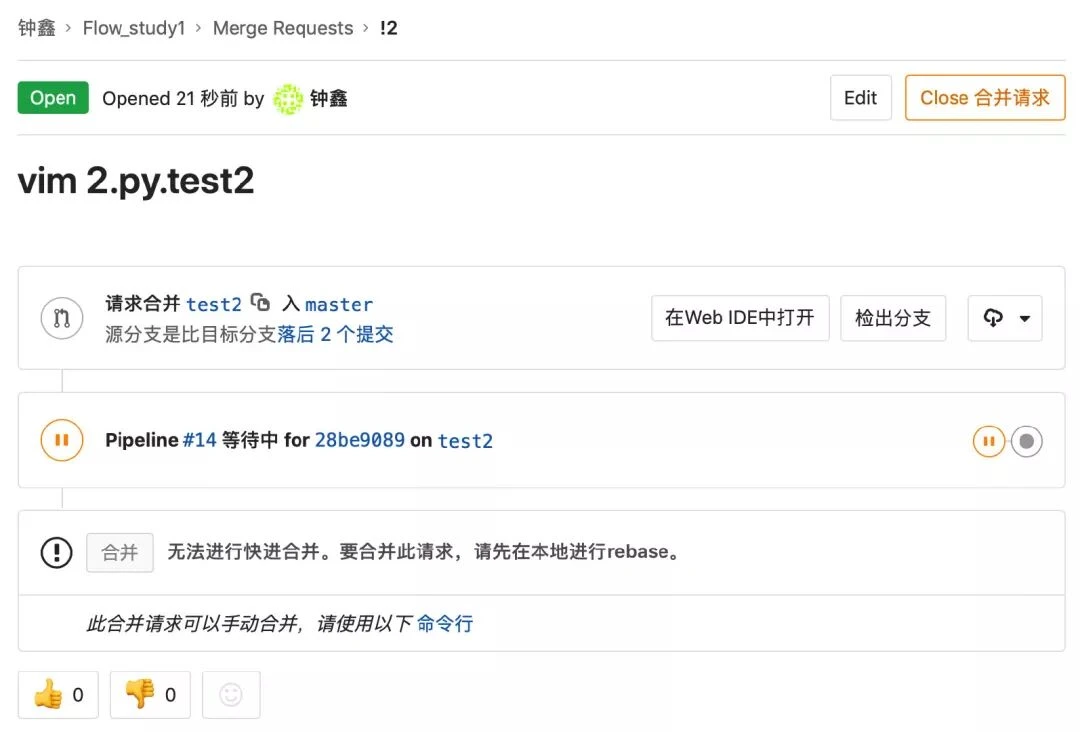 钟鑫 › Flow_study1 › Merge Requests › !2
Open Opened 21 秒前 by 钟鑫 Edit Close 合并请求
vim 2.py.test2
请求合并 test2 入 master
源分支是比目标分支落后 2 个提交
在Web IDE中打开 检出分支
Pipeline #14 等待中 for 28be9089 on test2
合并 无法进行快进合并。要合并此请求，请先在本地进行rebase。
此合并请求可以手动合并，请使用以下 命令行
0 0